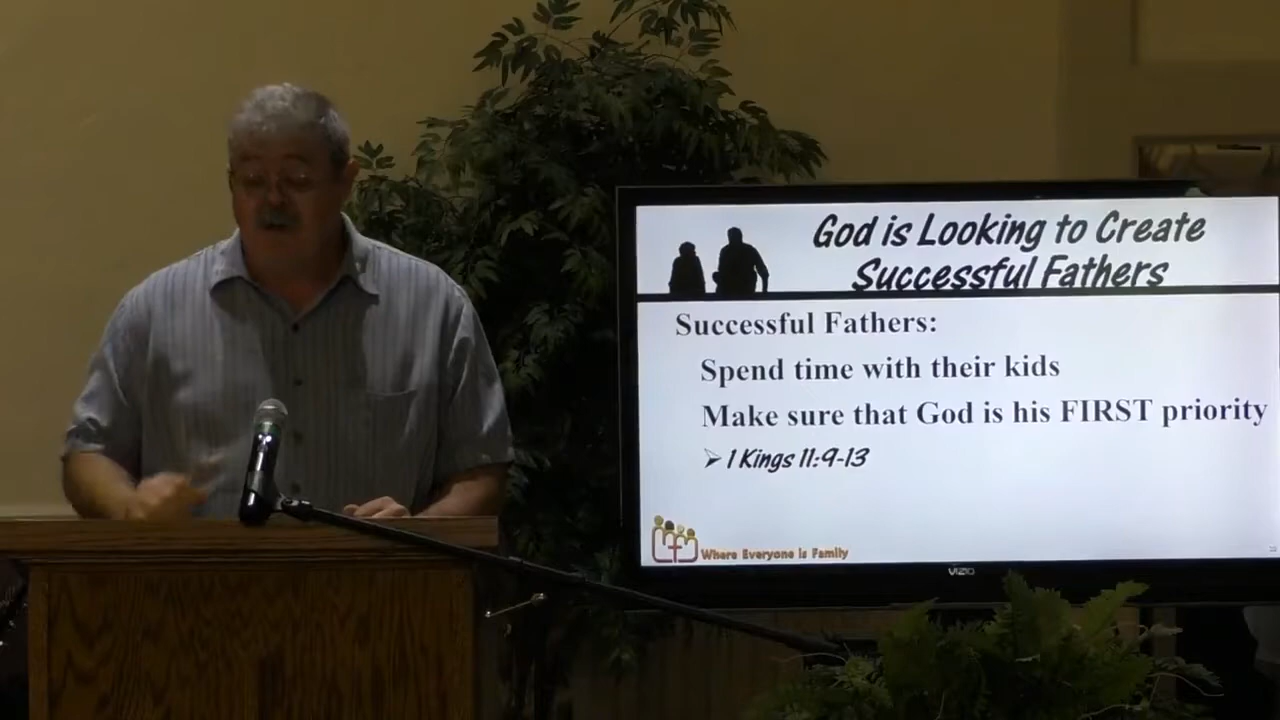 God is Looking to Create
Successful Fathers
Successful Fathers:
Spend time with their kids
Make sure that God is his FIRST priority
➢ 1 Kings 11:9-13
Where Everyone is Family
VIZIO